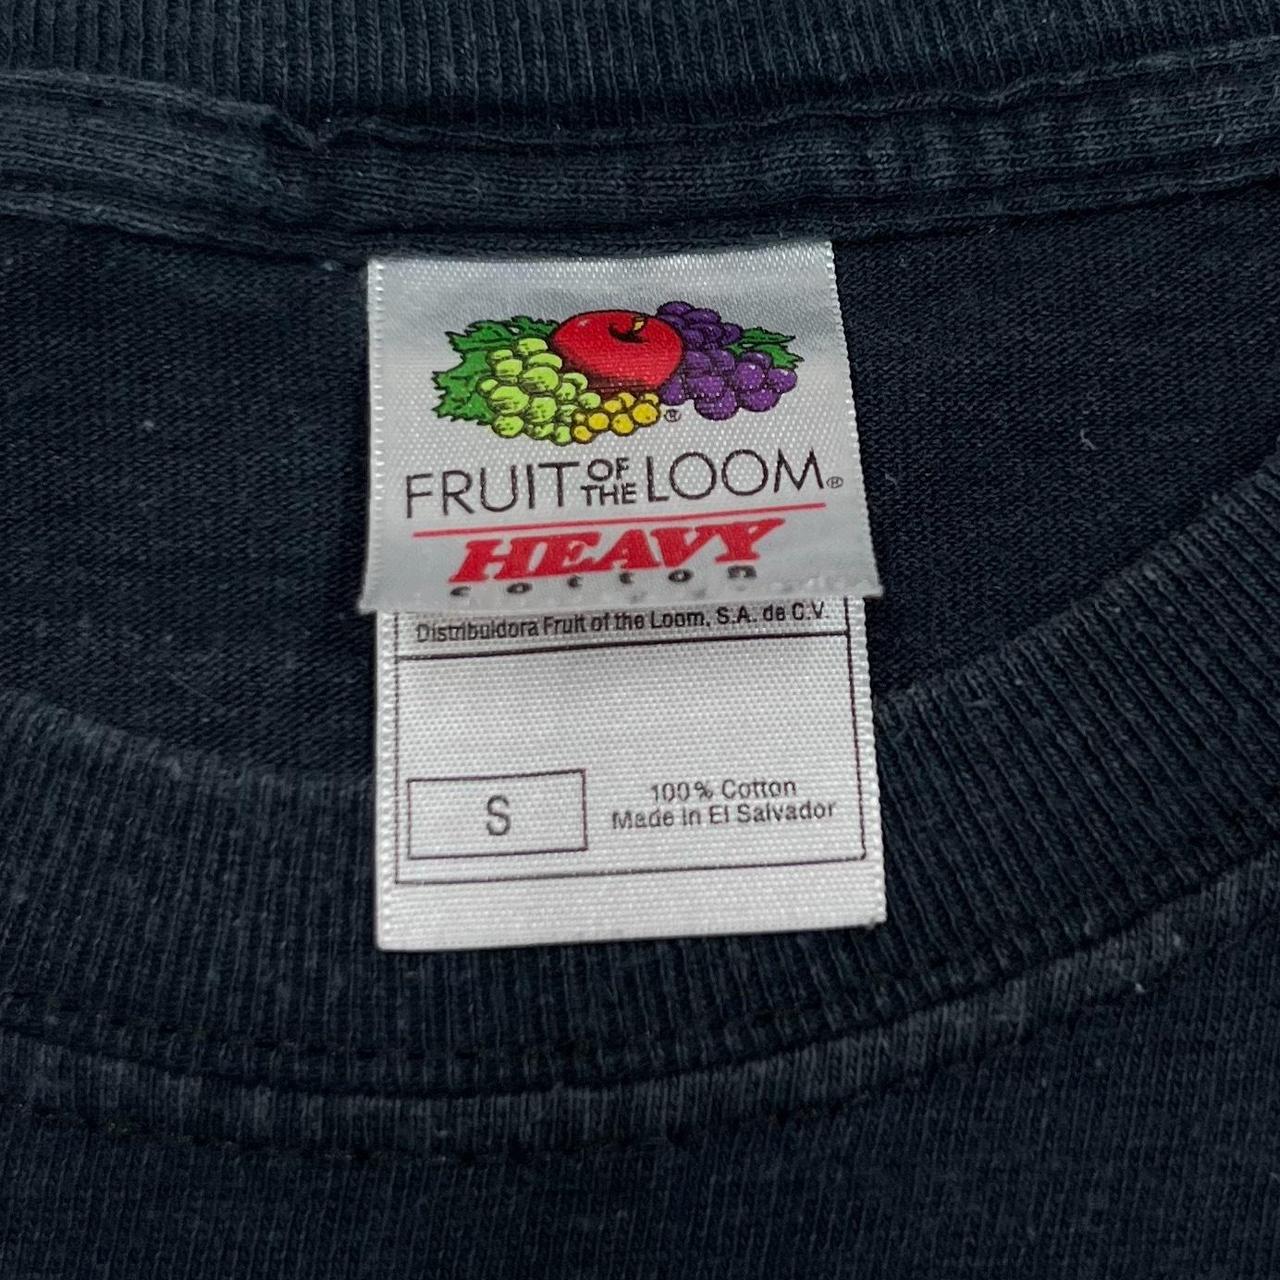 ®
FRUIT OF THE LOOM®
HEAVY
cotton
Distribuidora Fruit of the Loom, S.A. de C.V.
S
100% Cotton
Made in El Salvador